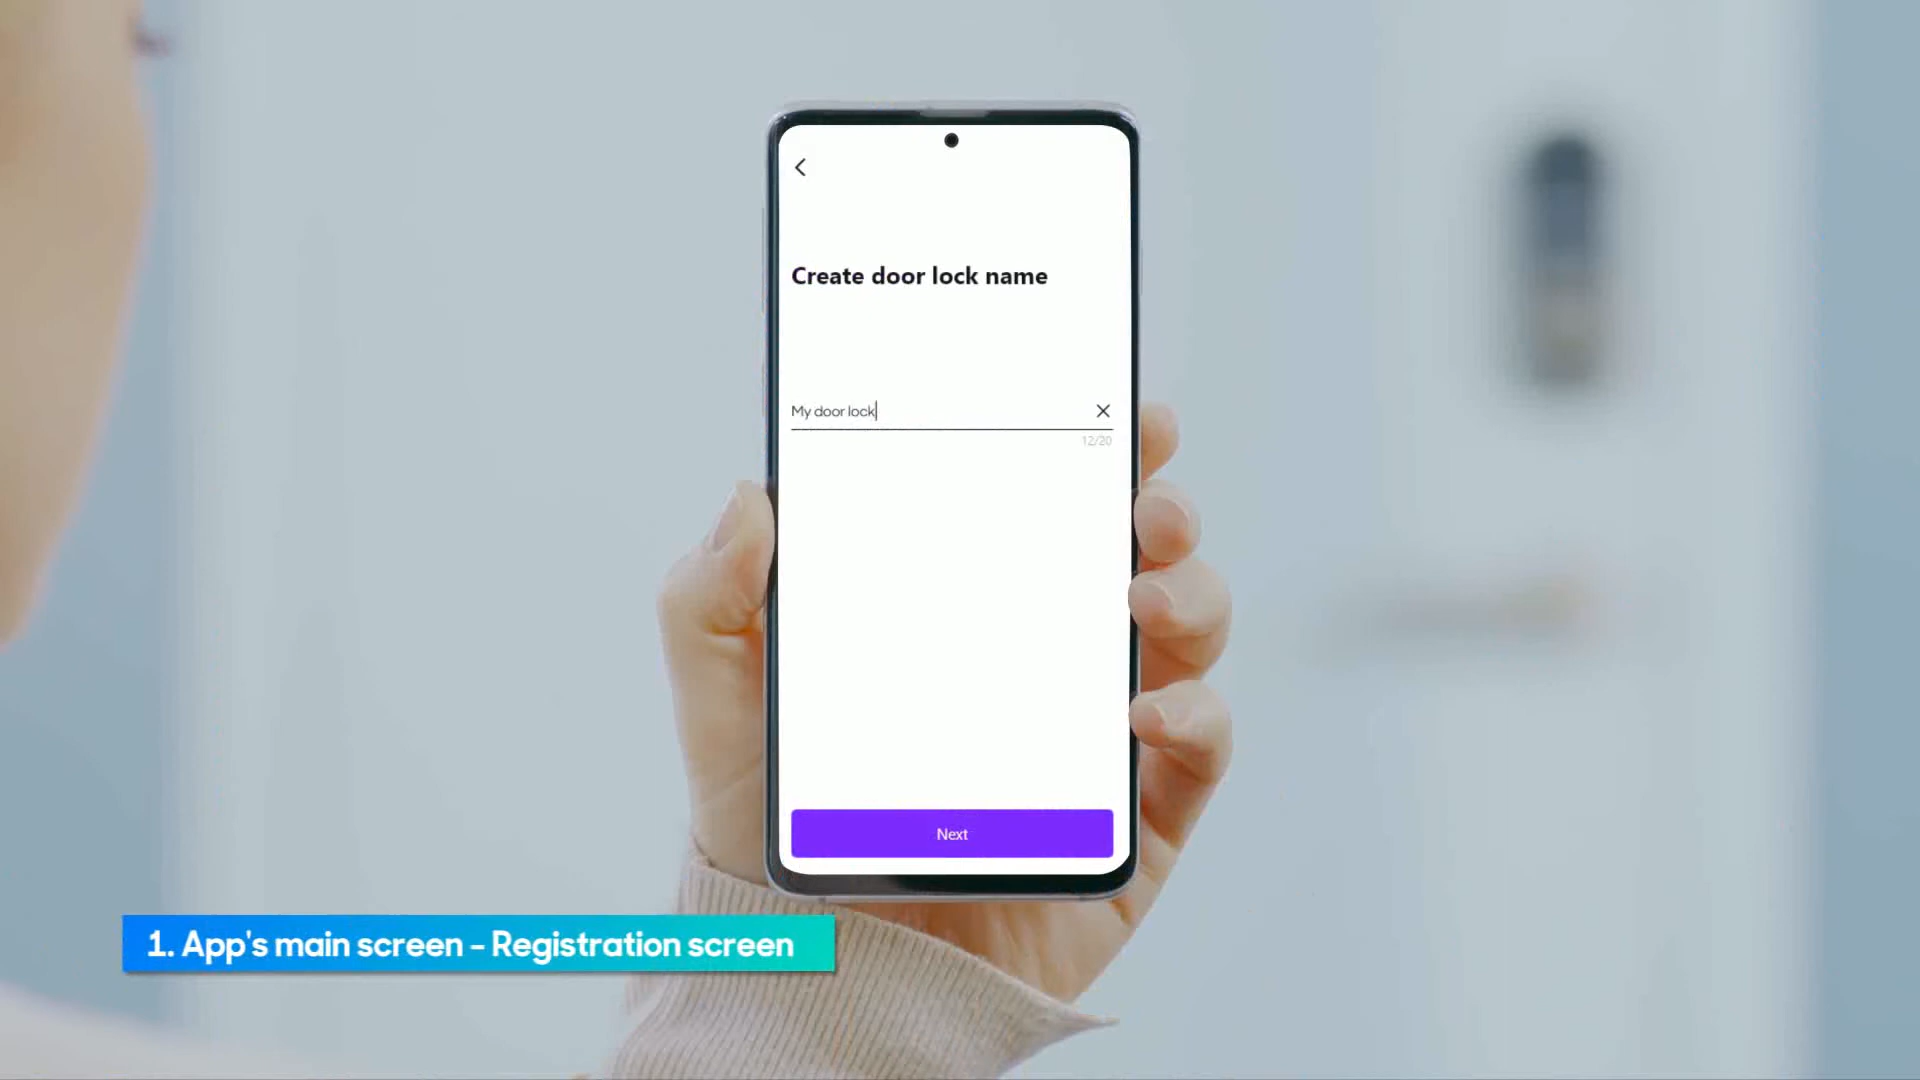 Create door lock name
My door lock
12/20
Next
1. App's main screen - Registration screen